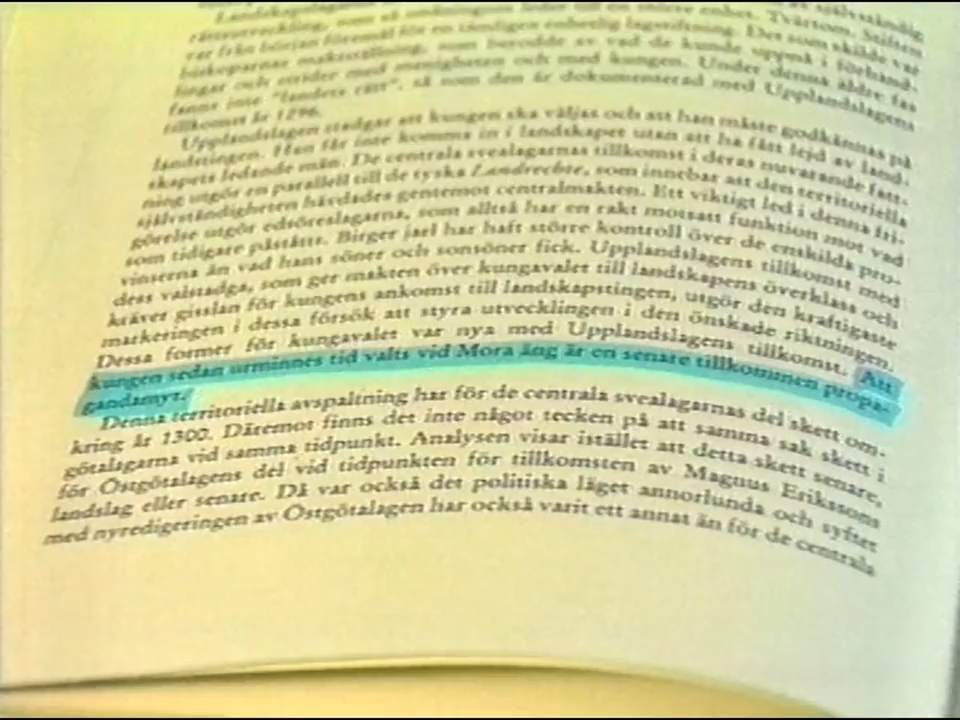 Landskapslagarna
rättsutveckling, som så småningom leder till en större enhet. Tvärtom. Stiften
var från början föremål för en tämligen enhetlig lagstiftning. Det som skilde var
biskoparnas maktställning, som berodde av vad de kunde uppnå i förhand-
lingar och strider med menigheten och med kungen. Under denna äldre fas
fanns inte "landets rätt", så som den är dokumenterad med Upplandslagens
tillkomst år 1296.
Upplandslagen stadgar att kungen ska väljas och att han måste godkännas på
landstingen. Han får inte komma in i landskapet utan att ha fått lejd av land-
skapets ledande män. De centrala svealagarnas tillkomst i deras nuvarande fatt-
ning utgör en parallell till de tyska Landrechte, som innebar att den territoriella
självständigheten hävdades gentemot centralmakten. Ett viktigt led i denna fri-
görelse utgör edsöreslagarna, som alltså har en rakt motsatt funktion mot vad
som tidigare påståtts. Birger jarl har haft större kontroll över de enskilda pro-
vinserna än vad hans söner och sonsöner fick. Upplandslagens tillkomst med
dess valstadga, som ger makten över kungavalet till landskapens överklass och
kräver gisslan för kungens ankomst till landskapstingen, utgör den kraftigaste
markeringen i dessa försök att styra utvecklingen i den önskade riktningen.
Dessa former för kungavalet var nya med Upplandslagens tillkomst. Att
kungen sedan urminnes tid valts vid Mora äng är en senare tillkommen propa-
gandamyt.
Denna territoriella avspaltning har för de centrala svealagarnas del skett om-
kring år 1300. Däremot finns det inte något tecken på att samma sak skett i
götalagarna vid samma tidpunkt. Analysen visar istället att detta skett senare,
för Östgötalagens del vid tidpunkten för tillkomsten av Magnus Erikssons
landslag eller senare. Då var också det politiska läget annorlunda och syftet
med nyredigeringen av Östgötalagen har också varit ett annat än för de centrala